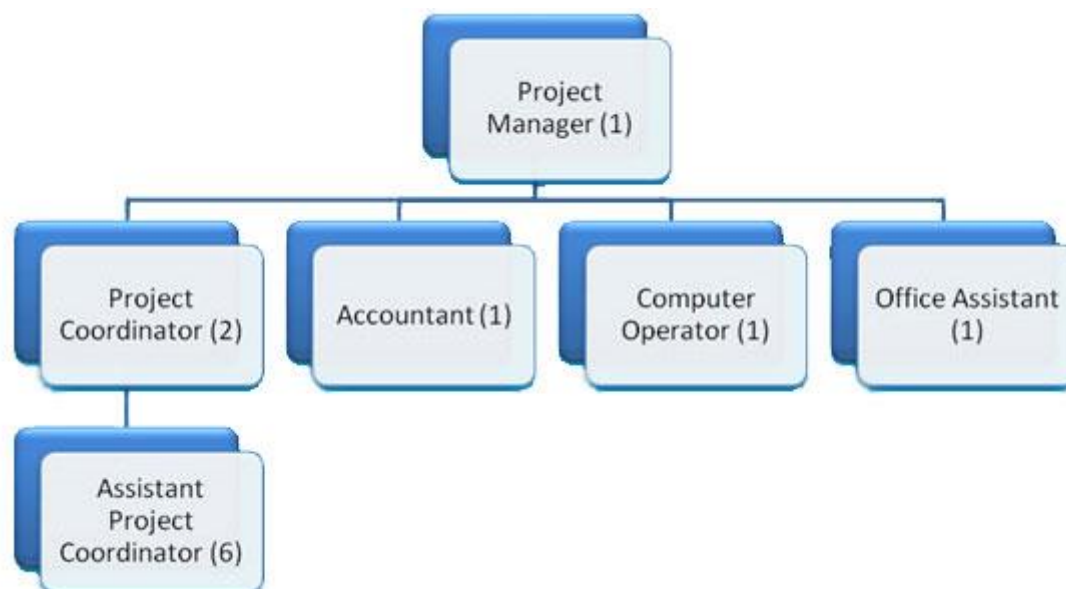 Project
Manager (1)
Project
Coordinator (2)
Accountant (1)
Computer
Operator (1)
Office Assistant
(1)
Assistant
Project
Coordinator (6)